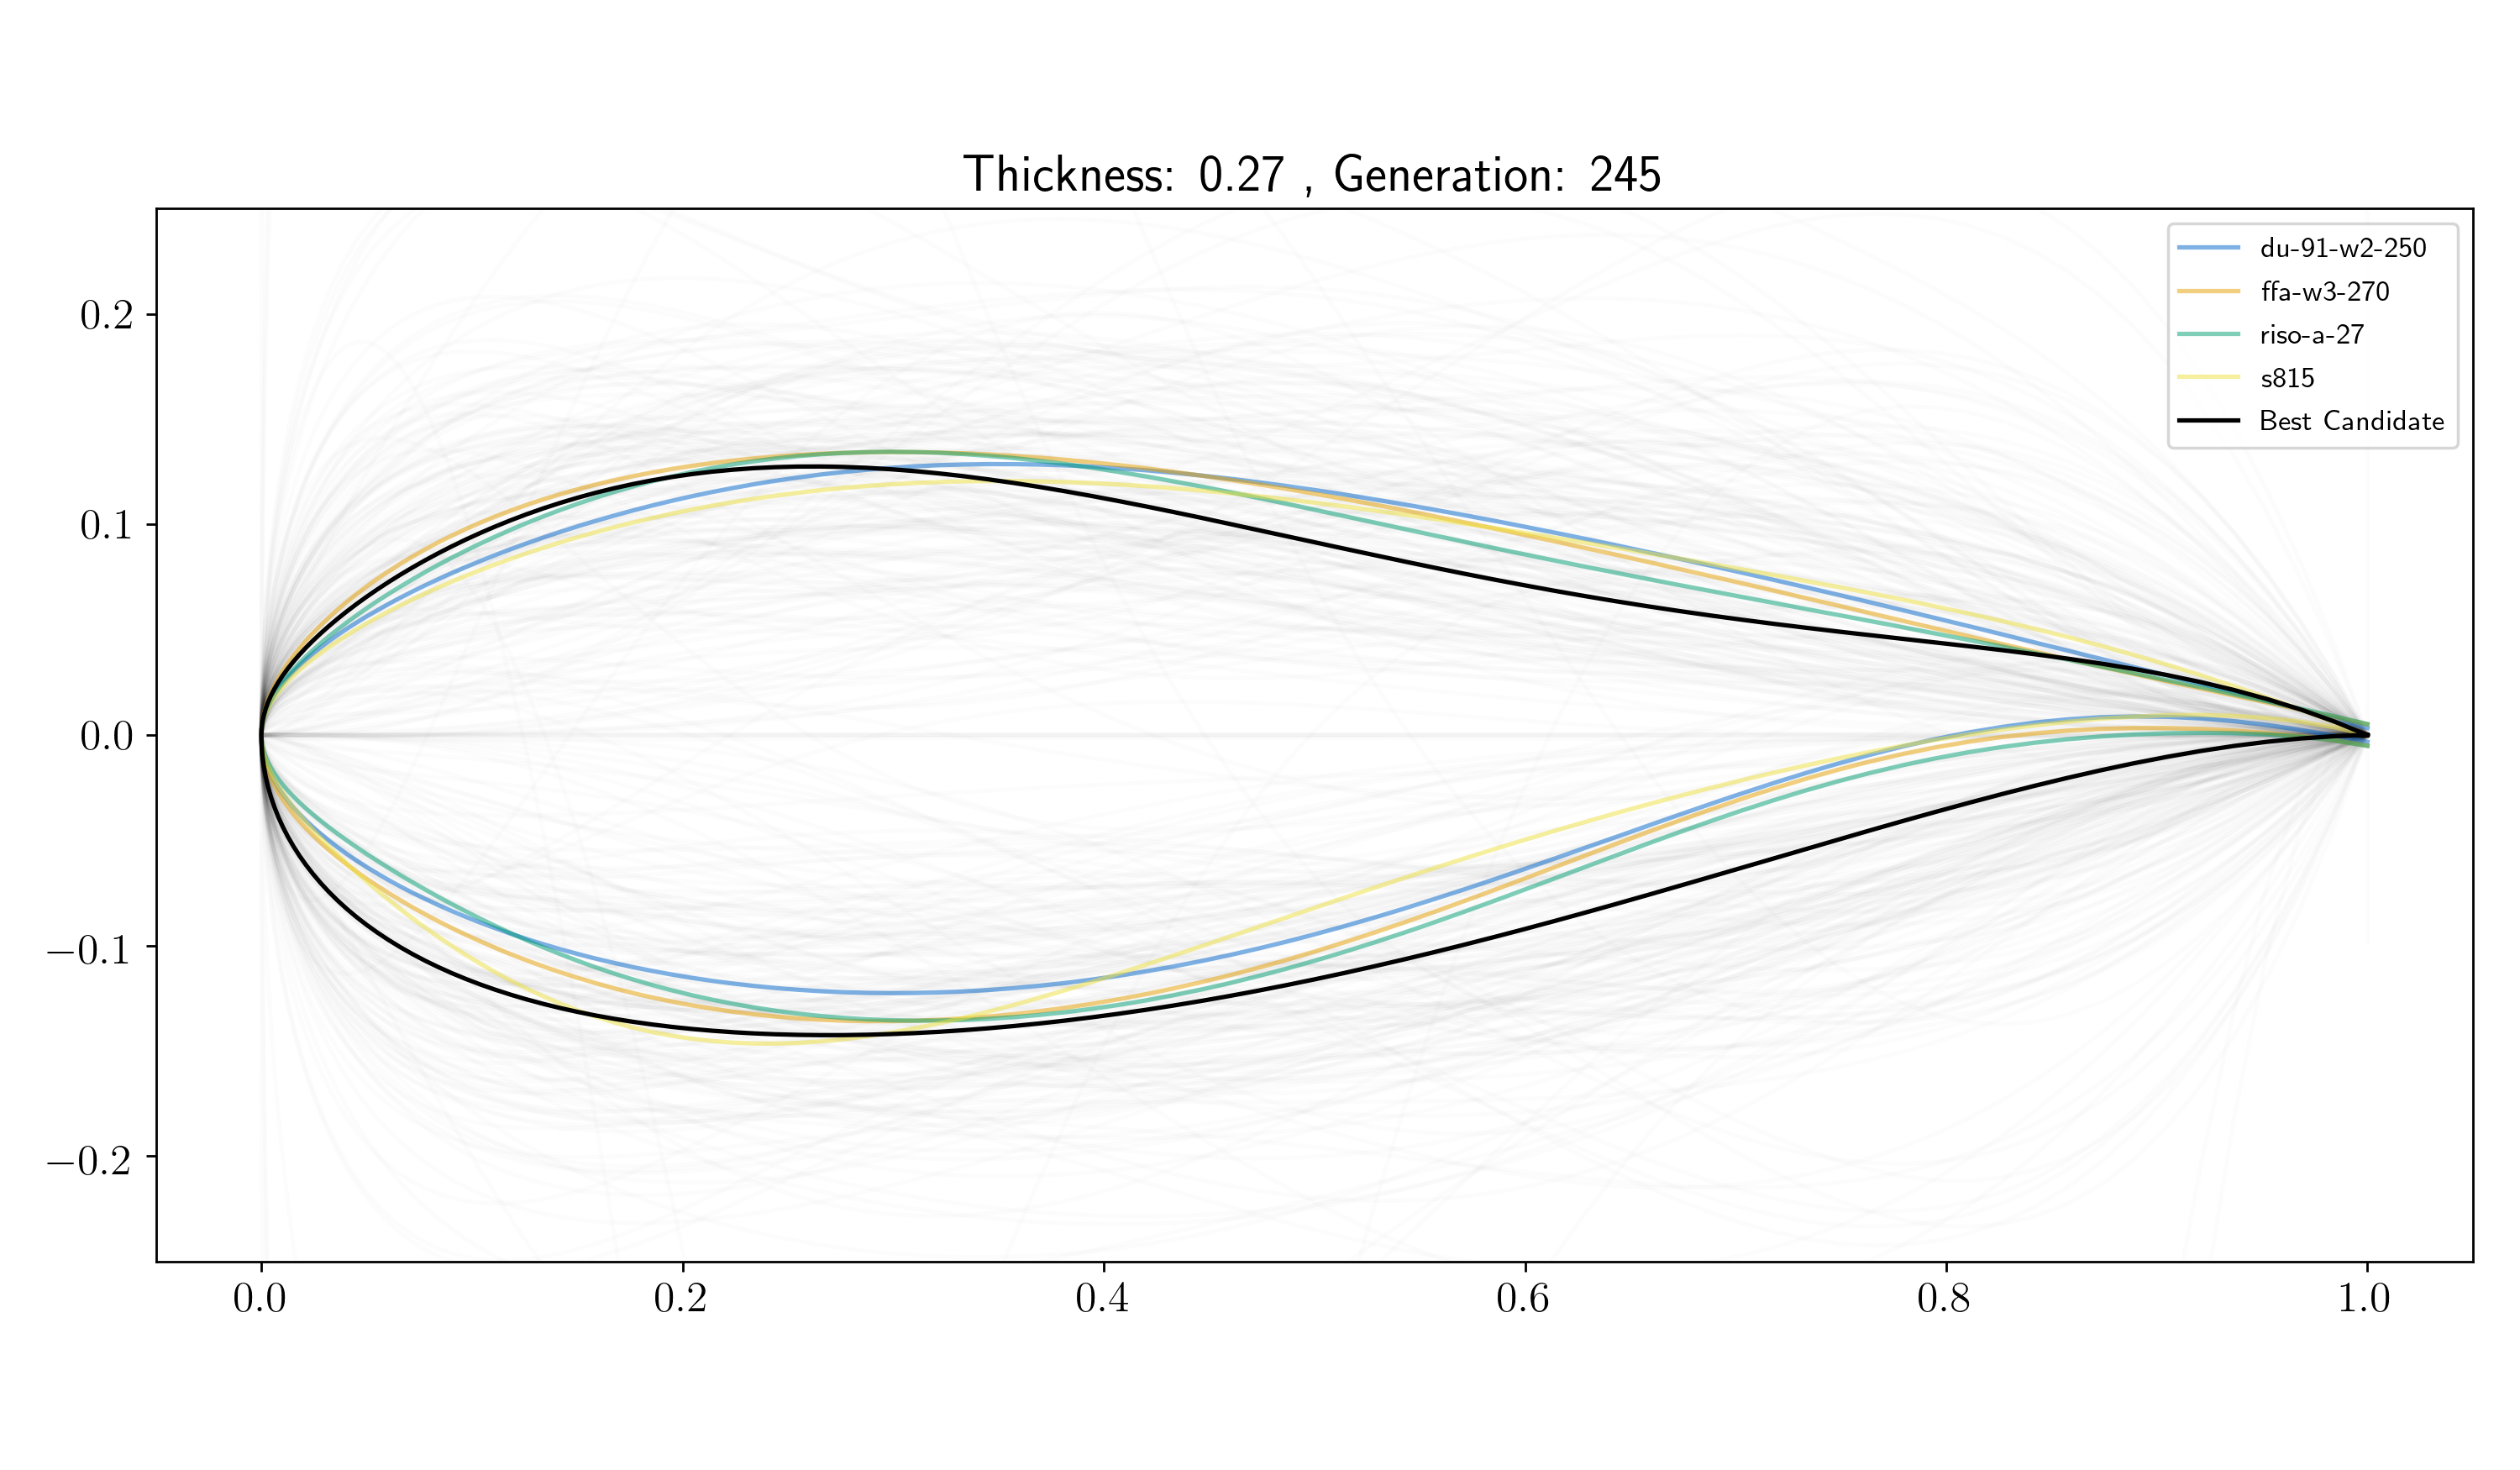 Thickness: 0.27 , Generation: 245
du-91-w2-250
ffa-w3-270
riso-a-27
s815
Best Candidate
0.2
0.1
0.0
−0.1
−0.2
0.0 0.2 0.4 0.6 0.8 1.0